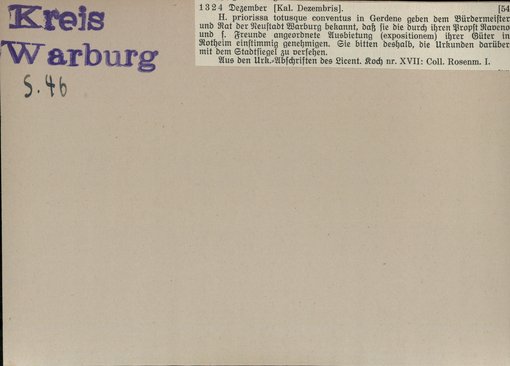 Kreis
Warburg
S. 46
1324 Dezember [Kal. Dezembris]. [54
H. priorissa totusque conventus in Gerdene geben dem Bürdermeister
und Rat der Neustadt Warburg bekannt, daß sie die durch ihren Propst Raveno
und s. Freunde angeordnete Ausbietung (expositionem) ihrer Güter in
Rotheim einstimmig genehmigen. Sie bitten deshalb, die Urkunden darüber
mit dem Stadtsiegel zu versehen.
Aus den Urk.-Abschriften des Licent. Koch nr. XVII: Coll. Rosenm. I.